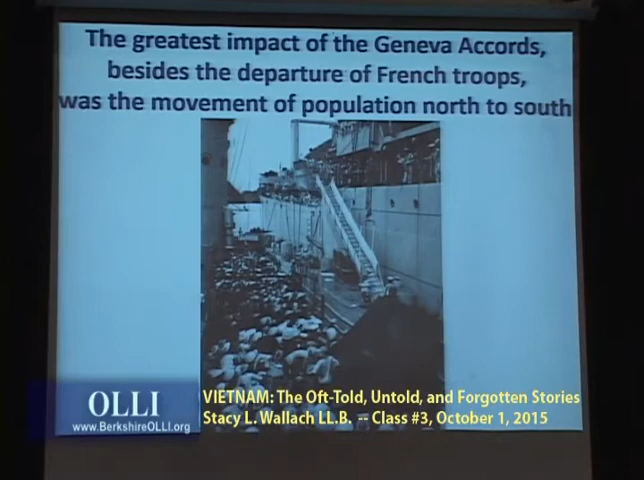 The greatest impact of the Geneva Accords,
besides the departure of French troops,
was the movement of population north to south
OLLI
www.BerkshireOLLI.org
VIETNAM: The Oft-Told, Untold, and Forgotten Stories
Stacy L. Wallach LL.B. -- Class #3, October 1, 2015